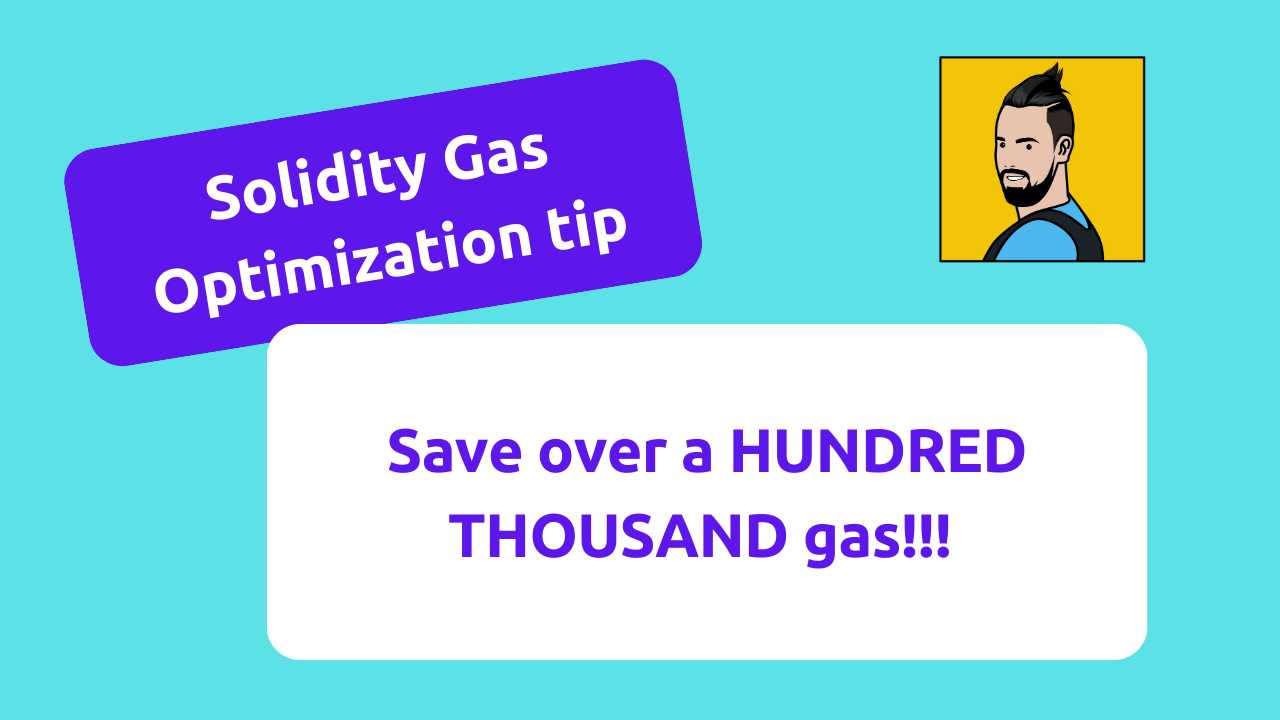 Solidity Gas
Optimization tip
Save over a HUNDRED
THOUSAND gas!!!